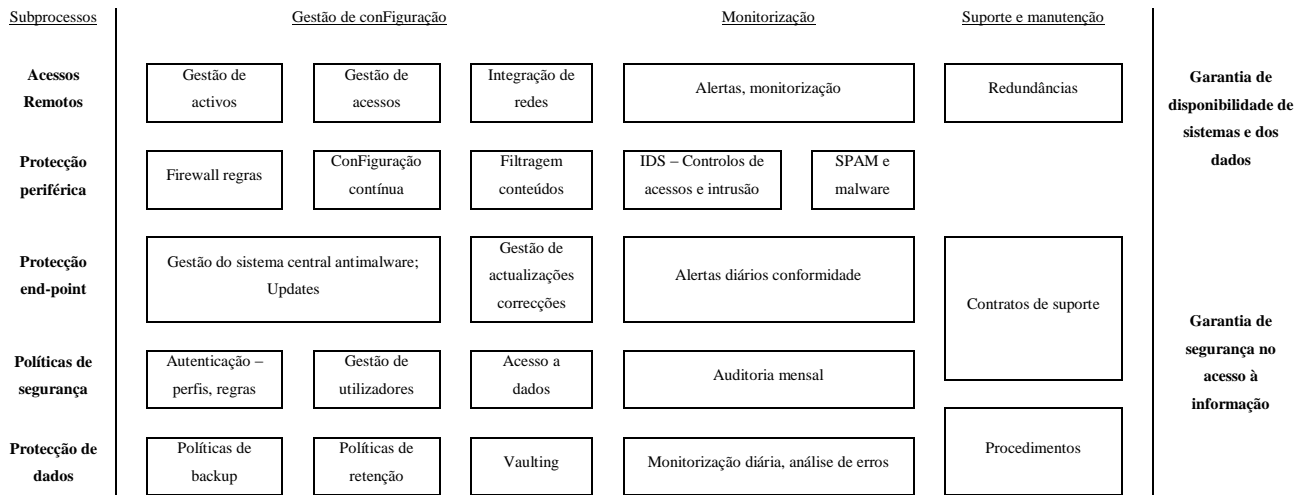 Subprocessos
Gestão de conFiguração
Monitorização
Suporte e manutenção
Acessos
Remotos
Gestão de
activos
Gestão de
acessos
Integração de
redes
Alertas, monitorização
Redundâncias
Garantia de
disponibilidade de
sistemas e dos
dados
Protecção
periférica
Firewall regras
ConFiguração
contínua
Filtragem
conteúdos
IDS – Controlos de
acessos e intrusão
SPAM e
malware
Protecção
end-point
Gestão do sistema central antimalware;
Updates
Gestão de
actualizações
correcções
Alertas diários conformidade
Contratos de suporte
Garantia de
segurança no
acesso à
informação
Políticas de
segurança
Autenticação –
perfis, regras
Gestão de
utilizadores
Acesso a
dados
Auditoria mensal
Protecção de
dados
Políticas de
backup
Políticas de
retenção
Vaulting
Monitorização diária, análise de erros
Procedimentos